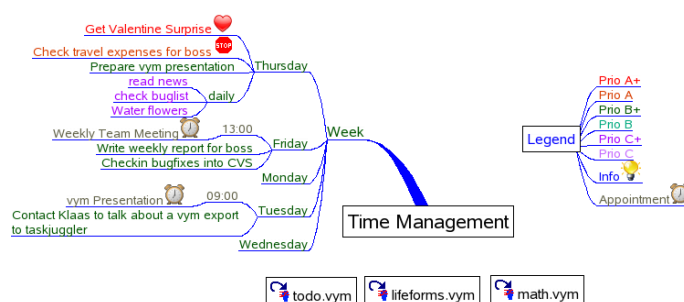 Get Valentine Surprise
STOP
Check travel expenses for boss
Prepare vym presentation
Thursday
read news
check buglist
daily
Water flowers
Weekly Team Meeting
13:00
Write weekly report for boss
Friday
Checkin bugfixes into CVS
Week
Monday
vym Presentation
09:00
Contact Klaas to talk about a vym export
to taskjuggler
Tuesday
Wednesday
Time Management
Legend
Prio A+
Prio A
Prio B+
Prio B
Prio C+
Prio C
Info
Appointment
todo.vym
lifeforms.vym
math.vym